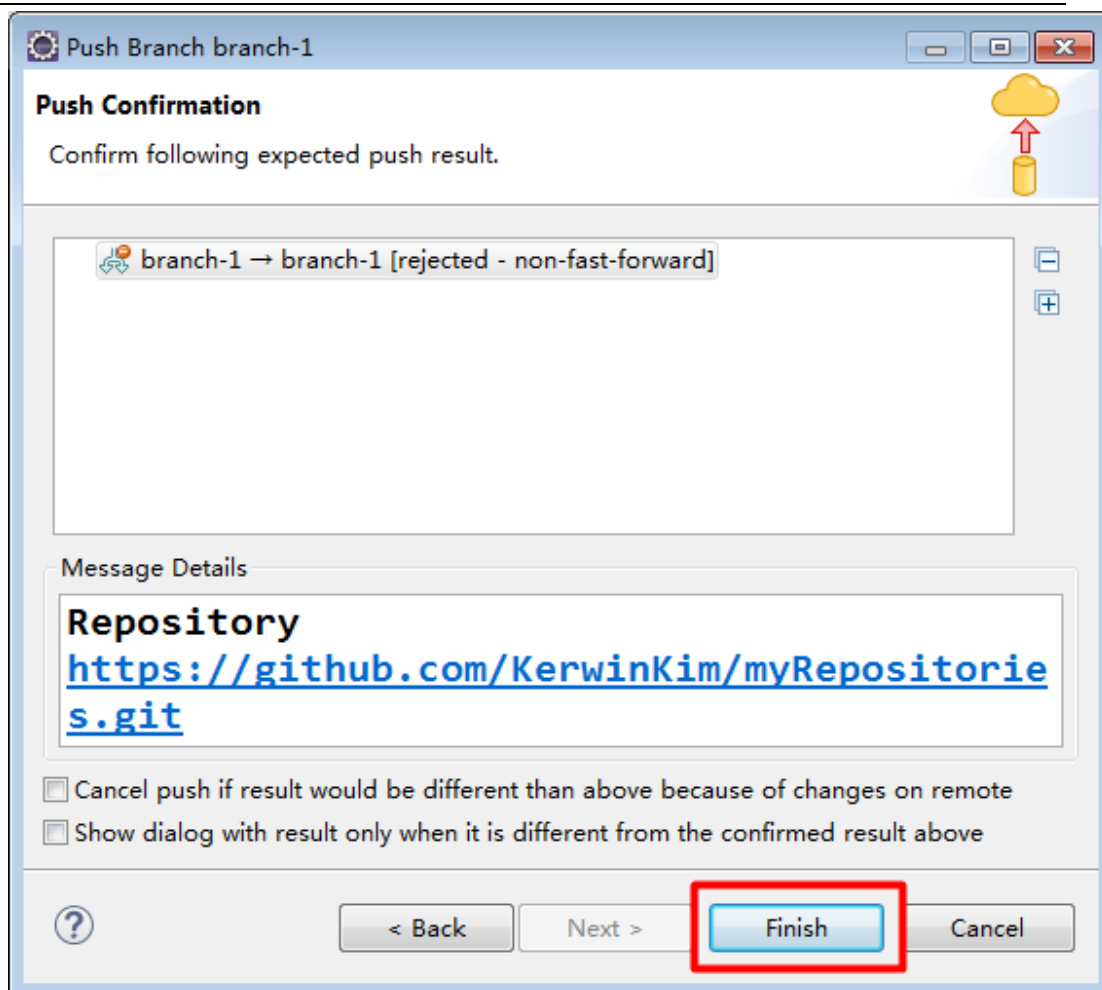 Push Branch branch-1
Push Confirmation
Confirm following expected push result.
branch-1 → branch-1 [rejected - non-fast-forward]
Message Details
Repository
https://github.com/KerwinKim/myRepositorie
s.git
Cancel push if result would be different than above because of changes on remote
Show dialog with result only when it is different from the confirmed result above
? < Back Next > Finish Cancel